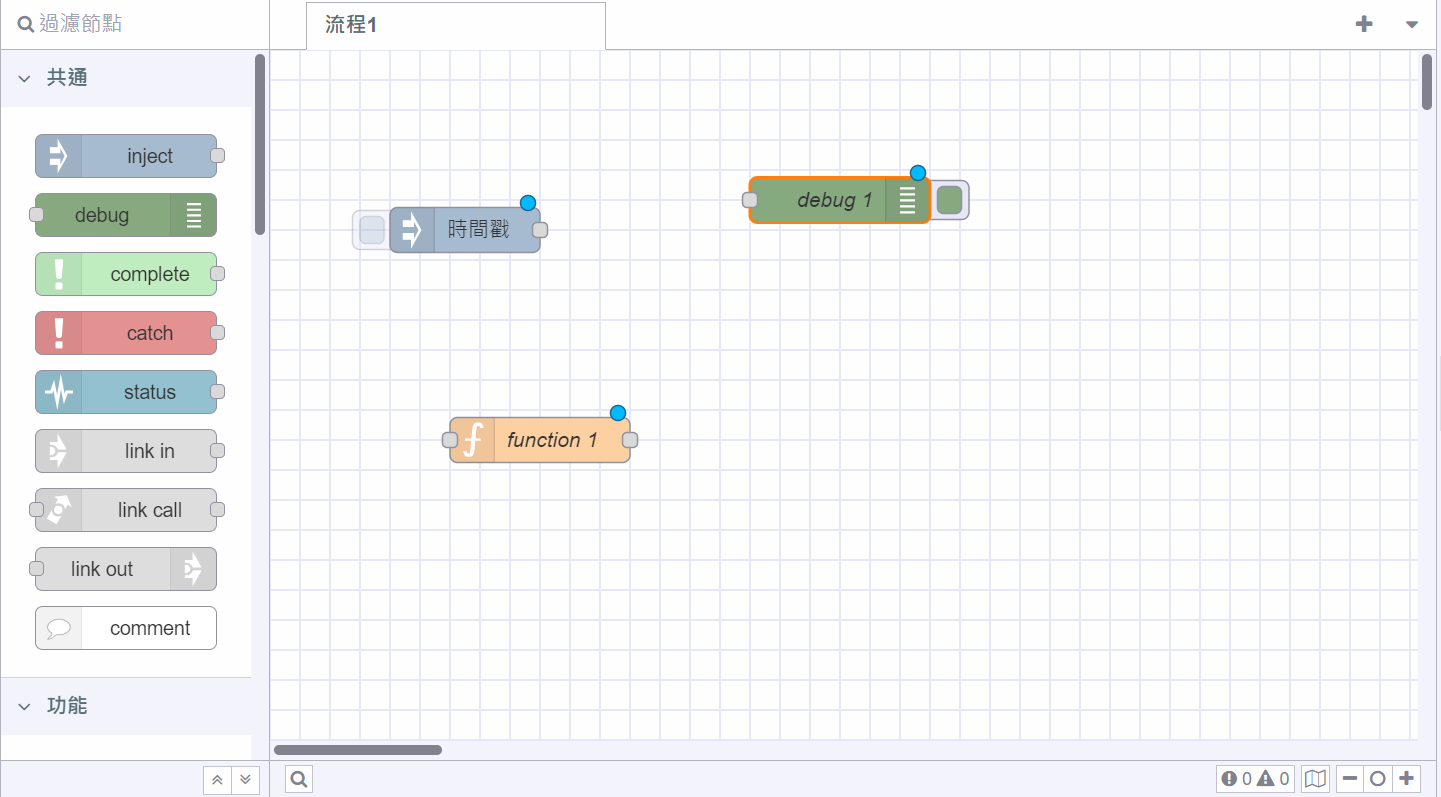 過濾節點
流程1
共通
inject
debug
complete
catch
status
link in
link call
link out
comment
功能
時間戳
debug 1
function 1
0
0